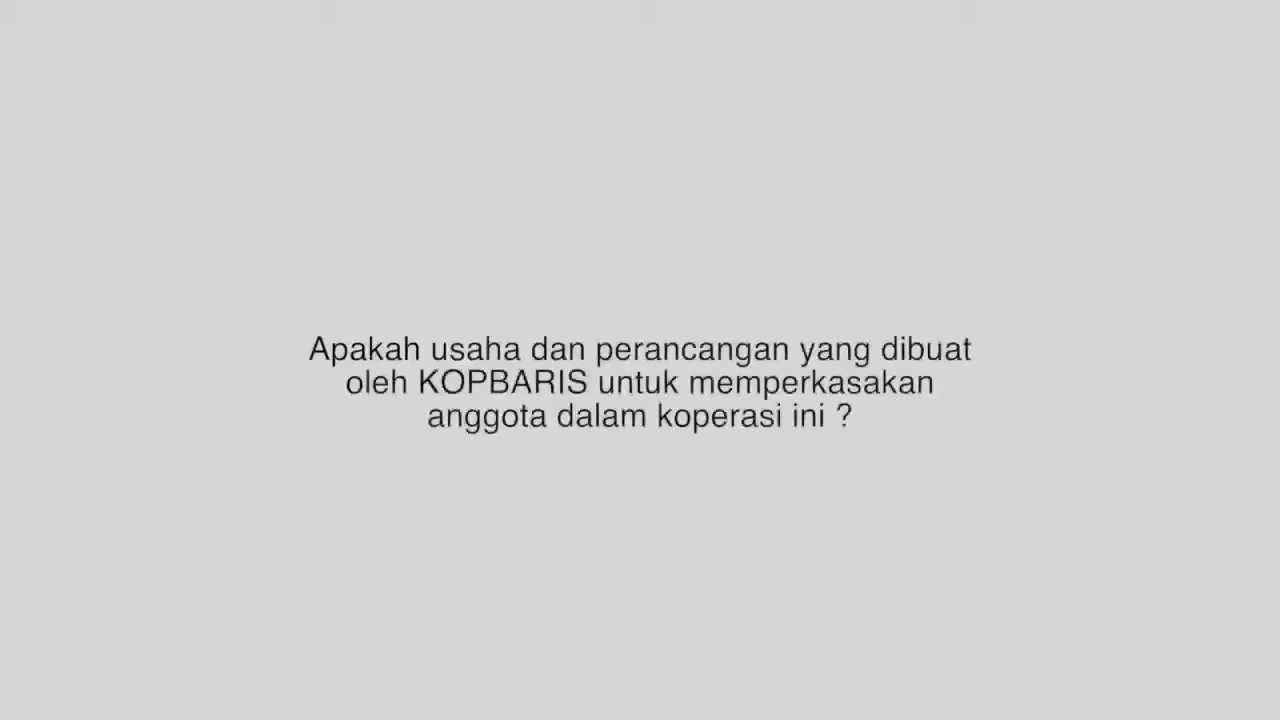 Apakah usaha dan perancangan yang dibuat
oleh KOPBARIS untuk memperkasakan
anggota dalam koperasi ini ?